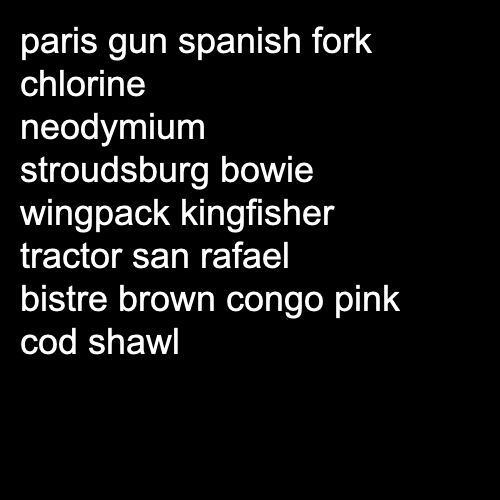 paris gun spanish fork
chlorine
neodymium
stroudsburg bowie
wingpack kingfisher
tractor san rafael
bistre brown congo pink
cod shawl